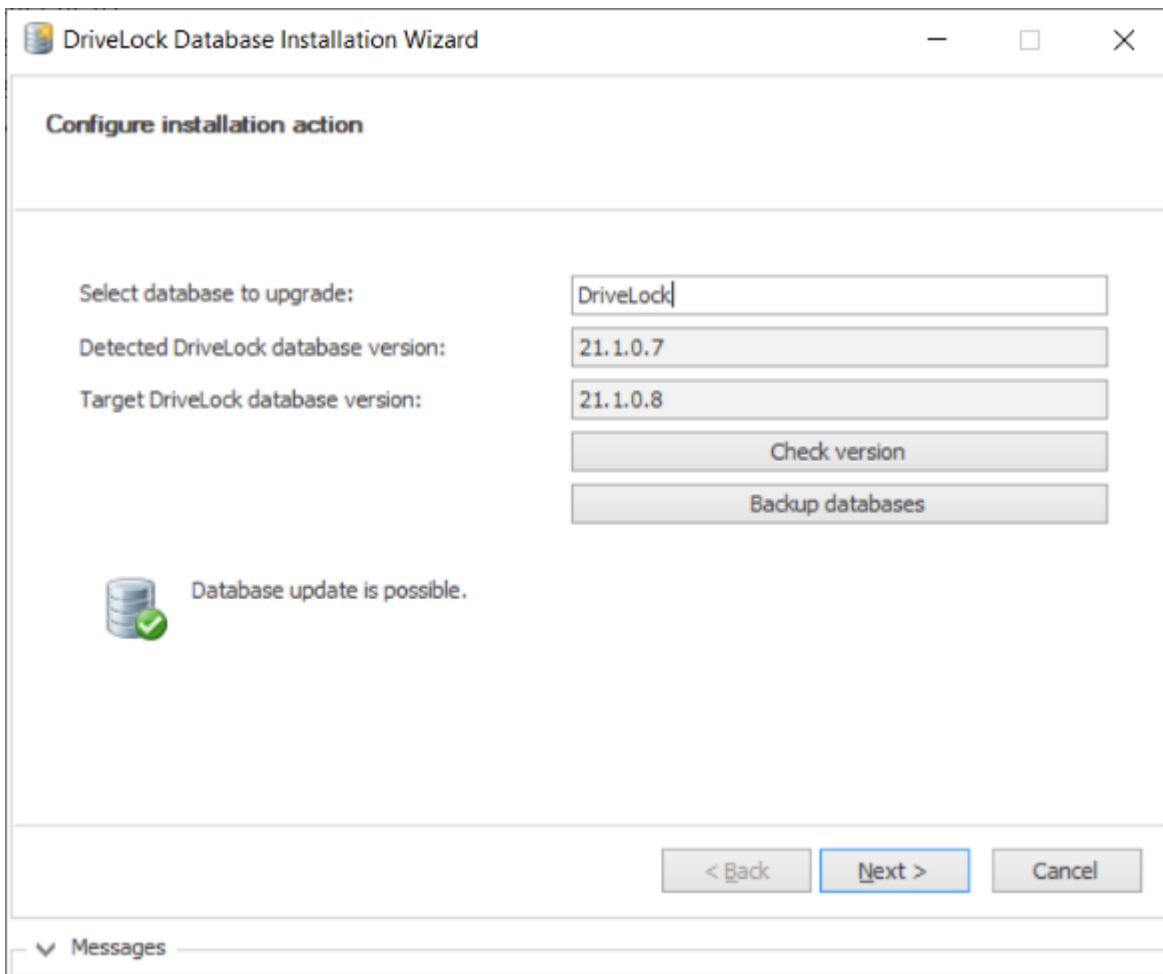 DriveLock Database Installation Wizard
Configure installation action
Select database to upgrade: DriveLock
Detected DriveLock database version: 21.1.0.7
Target DriveLock database version: 21.1.0.8
Check version
Backup databases
Database update is possible.
< Back Next > Cancel
Messages